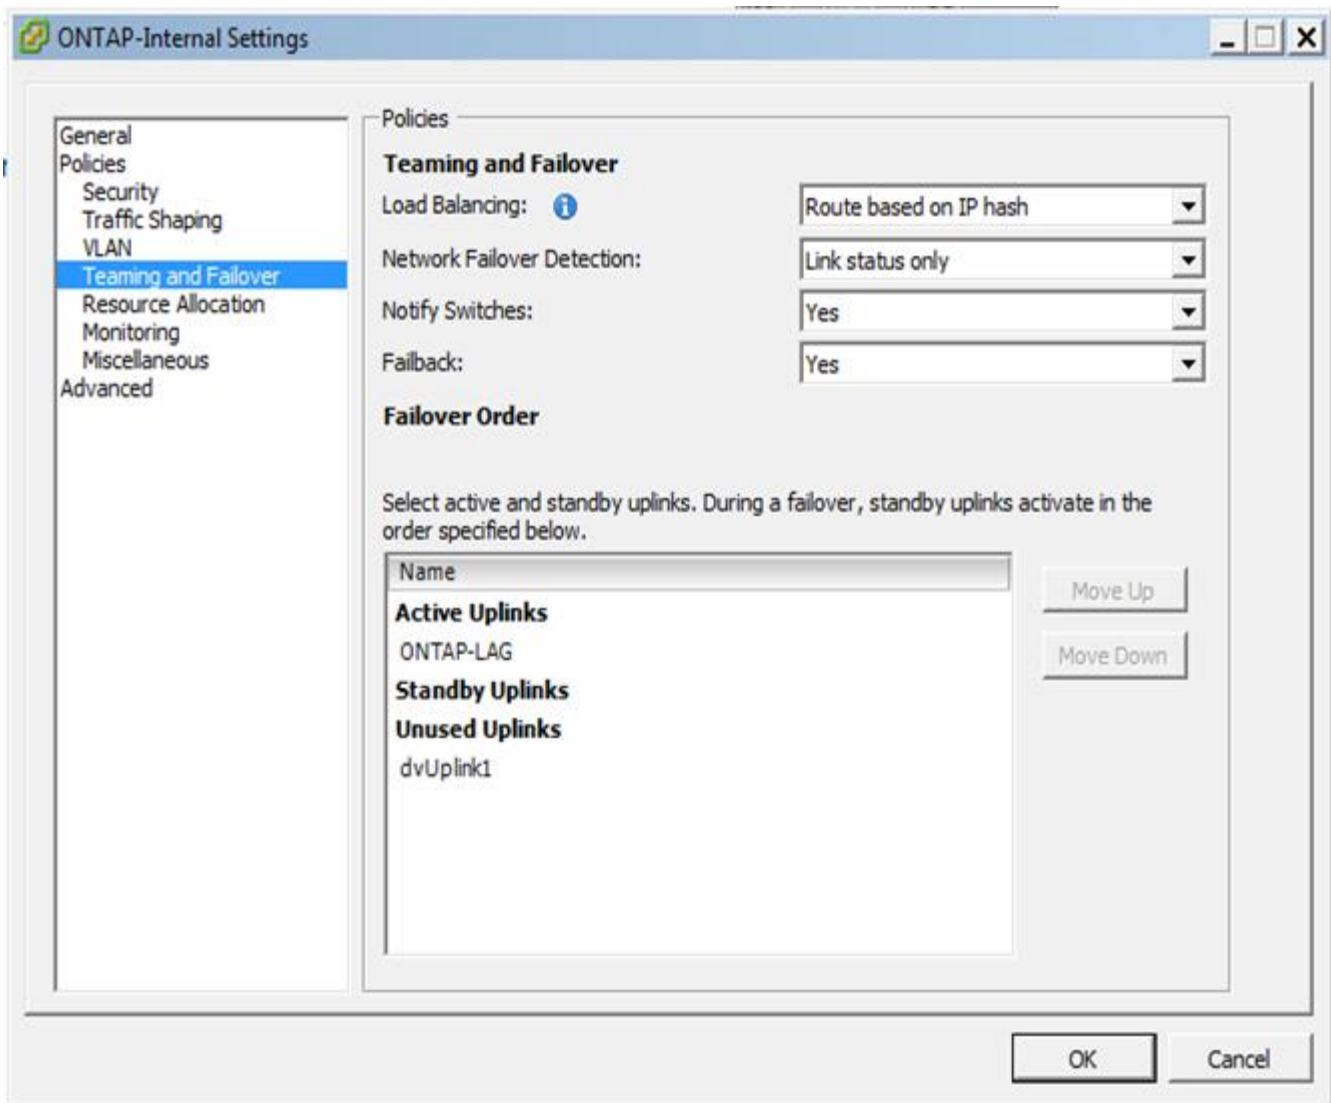 ONTAP-Internal Settings
General
Policies
Security
Traffic Shaping
VLAN
Teaming and Failover
Resource Allocation
Monitoring
Miscellaneous
Advanced
Policies
Teaming and Failover
Load Balancing:
Route based on IP hash
Network Failover Detection:
Link status only
Notify Switches:
Yes
Failback:
Yes
Failover Order
Select active and standby uplinks. During a failover, standby uplinks activate in the
order specified below.
Name
Active Uplinks
ONTAP-LAG
Standby Uplinks
Unused Uplinks
dvUplink1
Move Up
Move Down
OK
Cancel